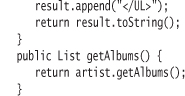 result.append("</UL>");
return result.toString();
}
public List getAlbums() {
return artist.getAlbums();
}